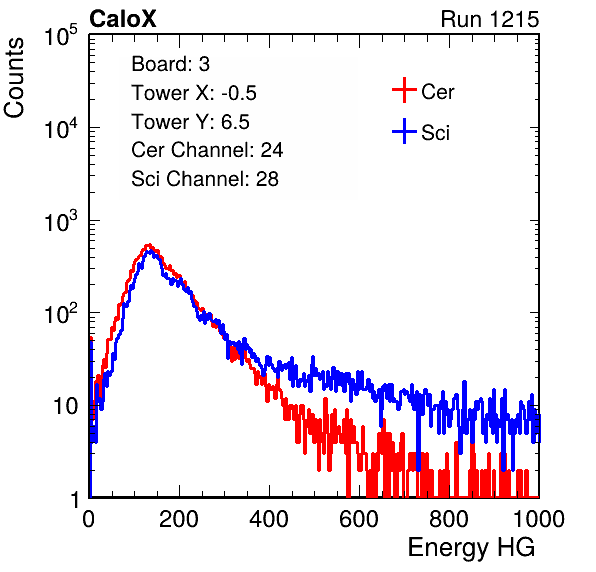 CaloX Run 1215
Counts
10^5
10^4
10^3
10^2
10
1
Board: 3
Tower X: -0.5
Tower Y: 6.5
Cer Channel: 24
Sci Channel: 28
Cer
Sci
0 200 400 600 800 1000
Energy HG